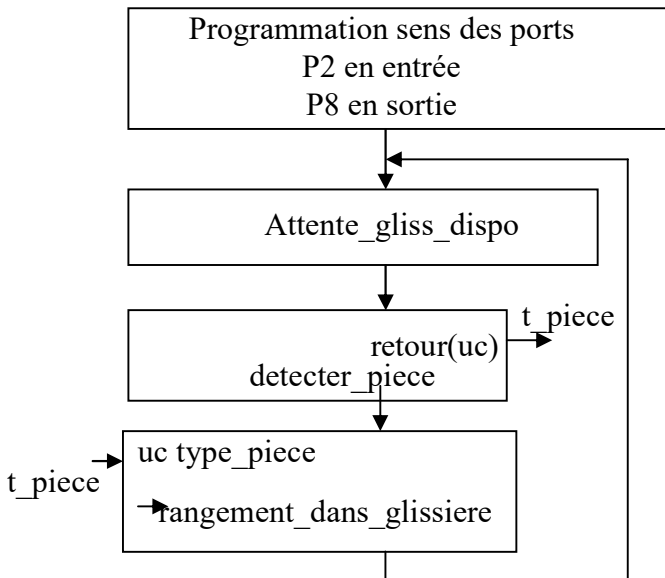 Programmation sens des ports
P2 en entrée
P8 en sortie
Attente_gliss_dispo
t_piece
retour(uc)
detecter_piece
uc type_piece
t_piece
rangement_dans_glissiere